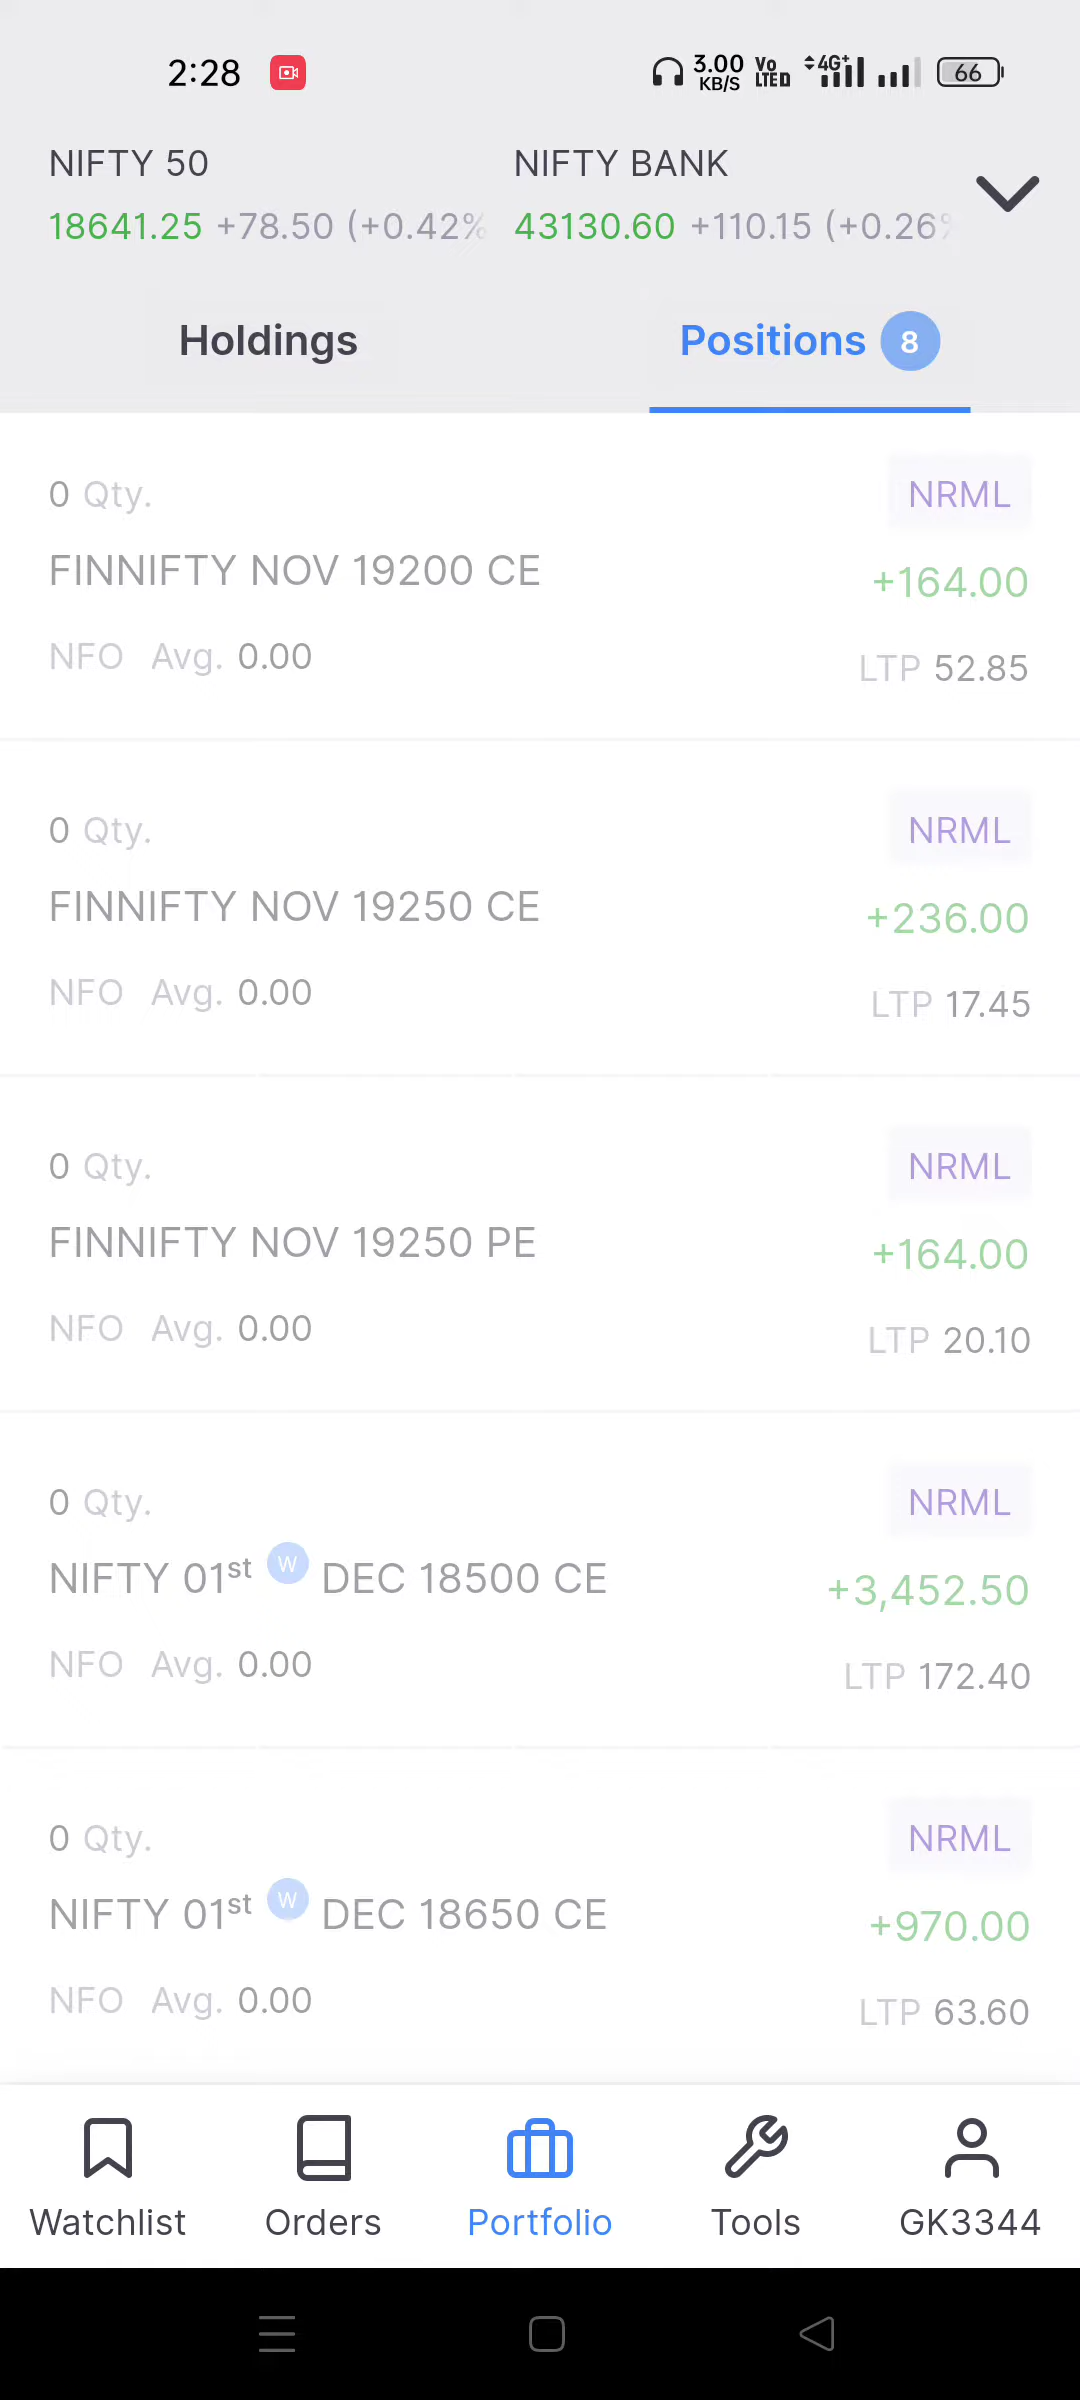 2:28 3.00 KB/S Vo LTED 4G+ 66
NIFTY 50 NIFTY BANK
18641.25 +78.50 (+0.42% 43130.60 +110.15 (+0.26%
Holdings Positions 8
0 Qty. NRML
FINNIFTY NOV 19200 CE +164.00
NFO Avg. 0.00 LTP 52.85
0 Qty. NRML
FINNIFTY NOV 19250 CE +236.00
NFO Avg. 0.00 LTP 17.45
0 Qty. NRML
FINNIFTY NOV 19250 PE +164.00
NFO Avg. 0.00 LTP 20.10
0 Qty. NRML
NIFTY 01st W DEC 18500 CE +3,452.50
NFO Avg. 0.00 LTP 172.40
0 Qty. NRML
NIFTY 01st W DEC 18650 CE +970.00
NFO Avg. 0.00 LTP 63.60
Watchlist Orders Portfolio Tools GK3344